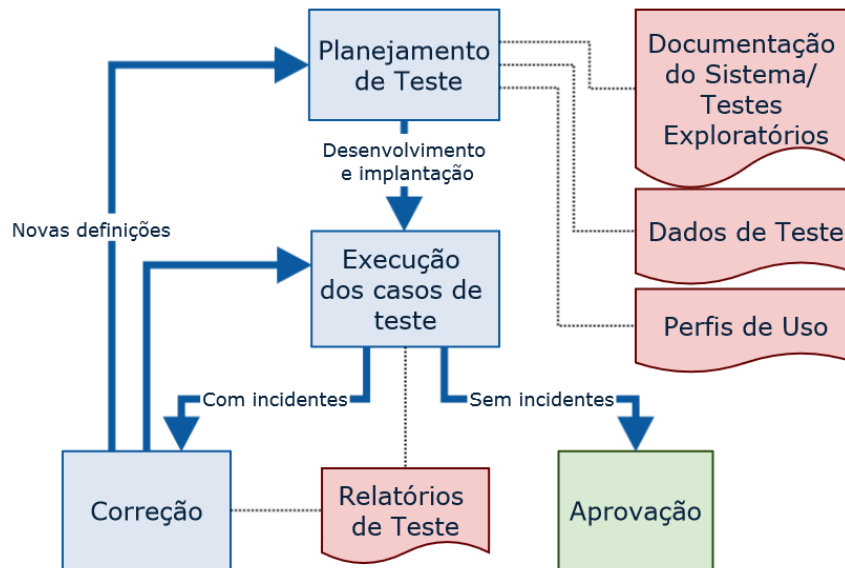 Planejamento
de Teste
Documentação
do Sistema/
Testes
Exploratórios
Desenvolvimento
e implantação
Novas definições
Dados de Teste
Execução
dos casos de
teste
Perfis de Uso
Com incidentes
Sem incidentes
Correção
Relatórios
de Teste
Aprovação